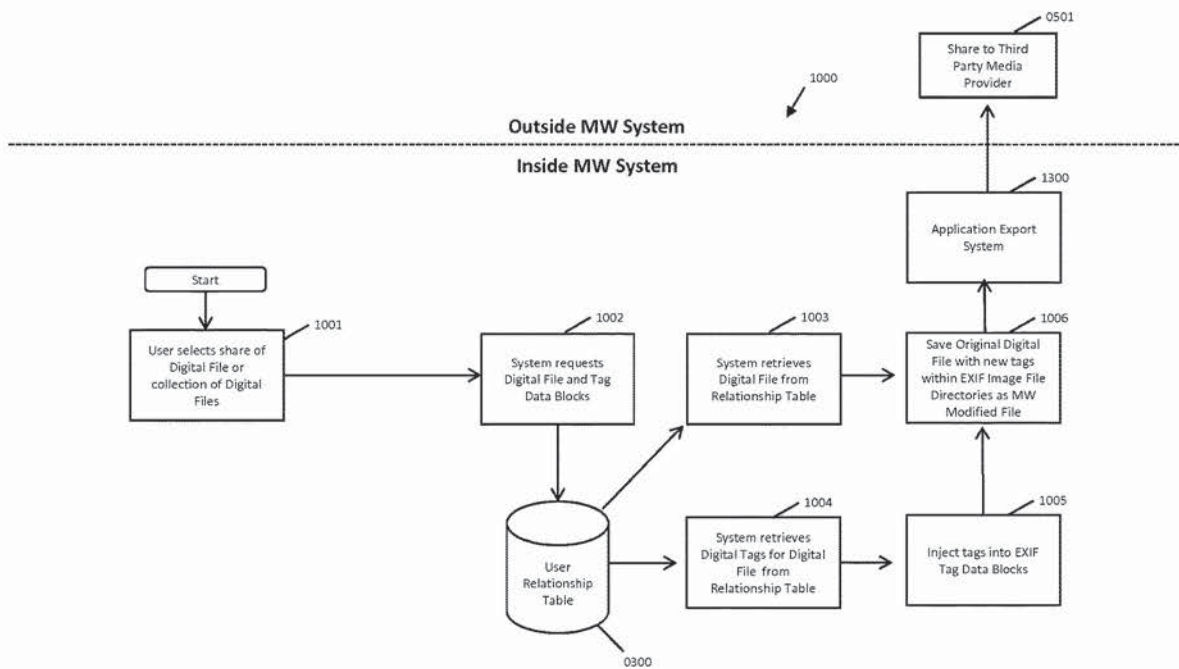 0501
Share to Third
Party Media
Provider
1000
Outside MW System
Inside MW System
1300
Application Export
System
Start
1001
User selects share of
Digital File or
collection of Digital
Files
1002
System requests
Digital File and Tag
Data Blocks
1003
System retrieves
Digital File from
Relationship Table
1006
Save Original Digital
File with new tags
within EXIF Image File
Directories as MW
Modified File
User
Relationship
Table
0300
1004
System retrieves
Digital Tags for Digital
File from
Relationship Table
1005
Inject tags into EXIF
Tag Data Blocks